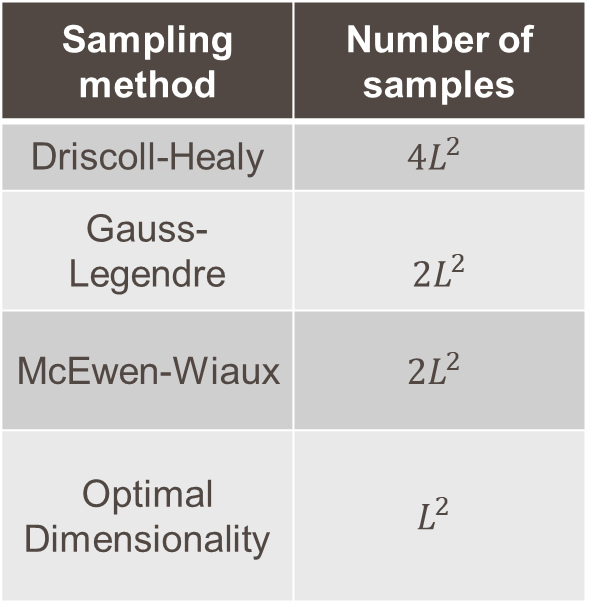 Sampling method
Number of samples
Driscoll-Healy
4L²
Gauss-
Legendre
2L²
McEwen-Wiaux
2L²
Optimal
Dimensionality
L²